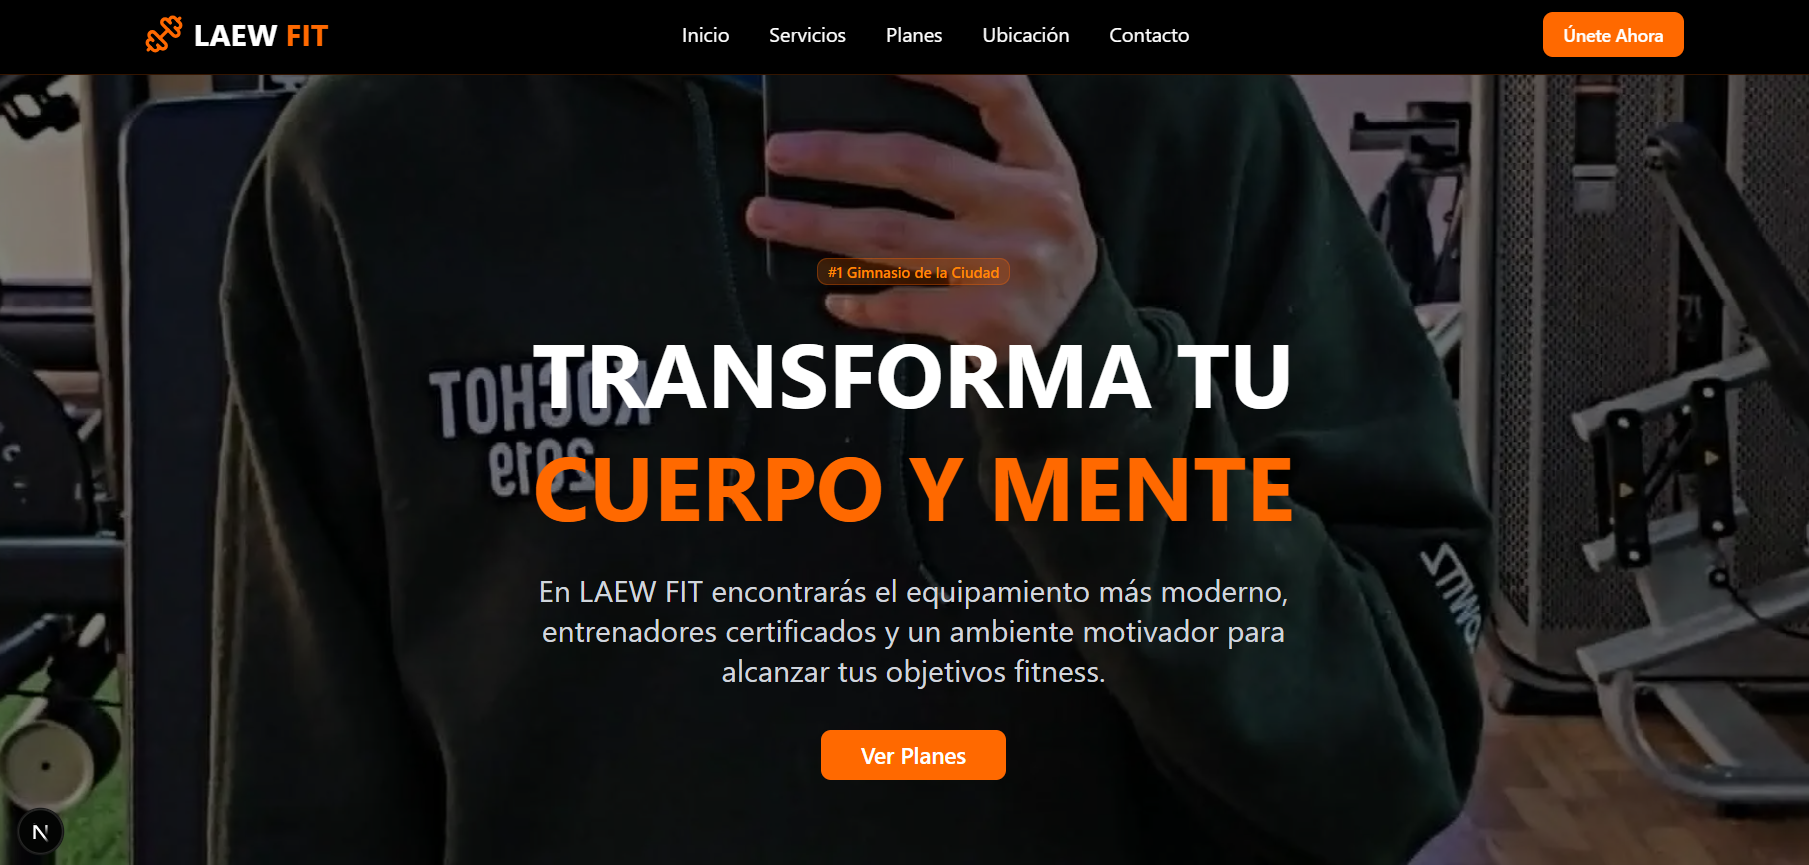 LAEW FIT
Inicio
Servicios
Planes
Ubicación
Contacto
Únete Ahora
#1 Gimnasio de la Ciudad
TRANSFORMA TU
CUERPO Y MENTE
2019
En LAEW FIT encontrarás el equipamiento más moderno,
entrenadores certificados y un ambiente motivador para
alcanzar tus objetivos fitness.
Ver Planes
N